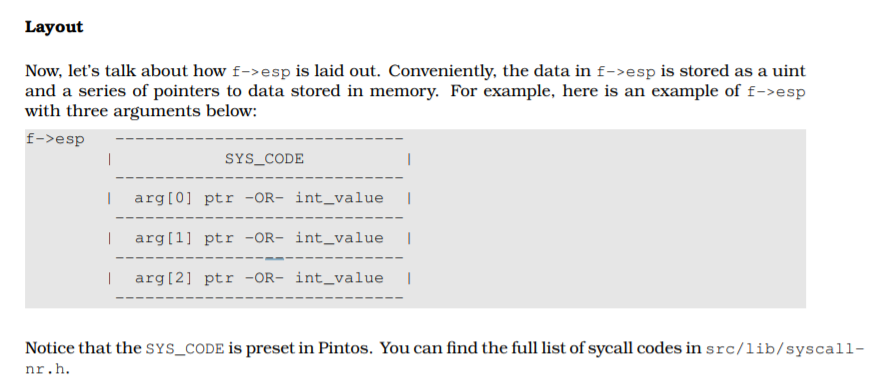 Layout
Now, let's talk about how f->esp is laid out. Conveniently, the data in f->esp is stored as a uint
and a series of pointers to data stored in memory. For example, here is an example of f->esp
with three arguments below:
f->esp -----------------------------
| SYS_CODE |
-----------------------------
| arg[0] ptr -OR- int_value |
-----------------------------
| arg[1] ptr -OR- int_value |
-----------------------------
| arg[2] ptr -OR- int_value |
-----------------------------
Notice that the SYS_CODE is preset in Pintos. You can find the full list of sycall codes in src/lib/syscall-
nr.h.